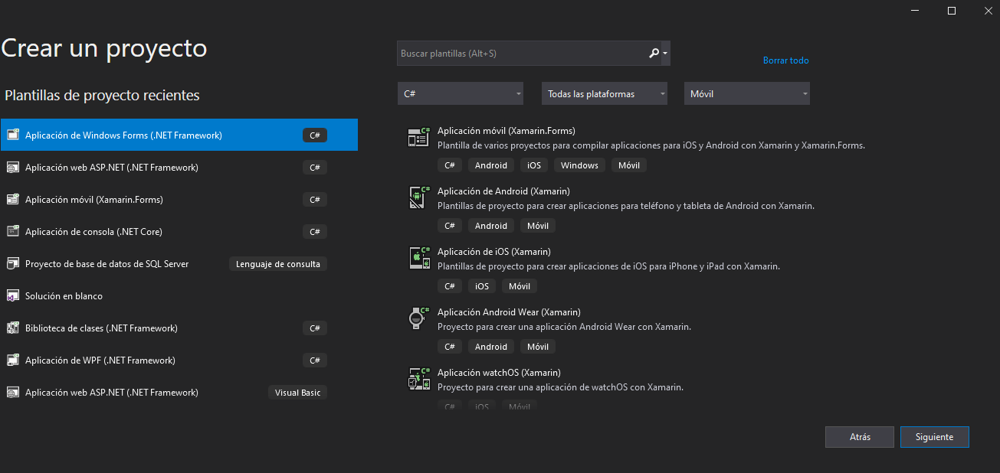 Crear un proyecto
Plantillas de proyecto recientes
Aplicación de Windows Forms (.NET Framework) C#
Aplicación web ASP.NET (.NET Framework) C#
Aplicación móvil (Xamarin.Forms) C#
Aplicación de consola (.NET Core) C#
Proyecto de base de datos de SQL Server Lenguaje de consulta
Solución en blanco
Biblioteca de clases (.NET Framework) C#
Aplicación de WPF (.NET Framework) C#
Aplicación web ASP.NET (.NET Framework) Visual Basic
Buscar plantillas (Alt+S)
Borrar todo
C# Todas las plataformas Móvil
Aplicación móvil (Xamarin.Forms)
Plantilla de varios proyectos para compilar aplicaciones para iOS y Android con Xamarin y Xamarin.Forms.
C# Android iOS Windows Móvil
Aplicación de Android (Xamarin)
Plantillas de proyecto para crear aplicaciones para teléfono y tableta de Android con Xamarin.
C# Android Móvil
Aplicación de iOS (Xamarin)
Plantillas de proyecto para crear aplicaciones de iOS para iPhone y iPad con Xamarin.
C# iOS Móvil
Aplicación Android Wear (Xamarin)
Proyecto para crear una aplicación Android Wear con Xamarin.
C# Android Móvil
Aplicación watchOS (Xamarin)
Proyecto para crear una aplicación de watchOS con Xamarin.
C# iOS Móvil
Atrás Siguiente